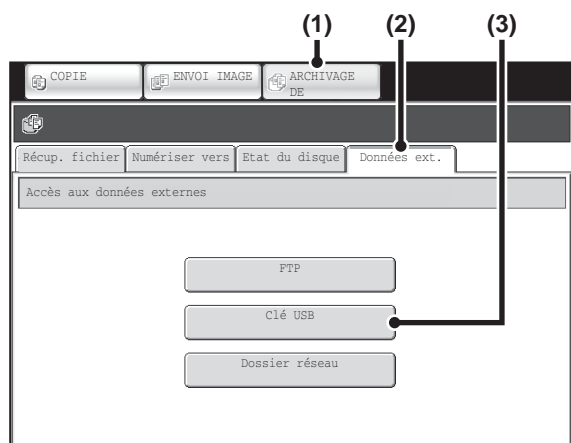 (1) (2) (3)
COPIE ENVOI IMAGE ARCHIVAGE
DE
Récup. fichier Numériser vers Etat du disque Données ext.
Accès aux données externes
FTP
Clé USB
Dossier réseau